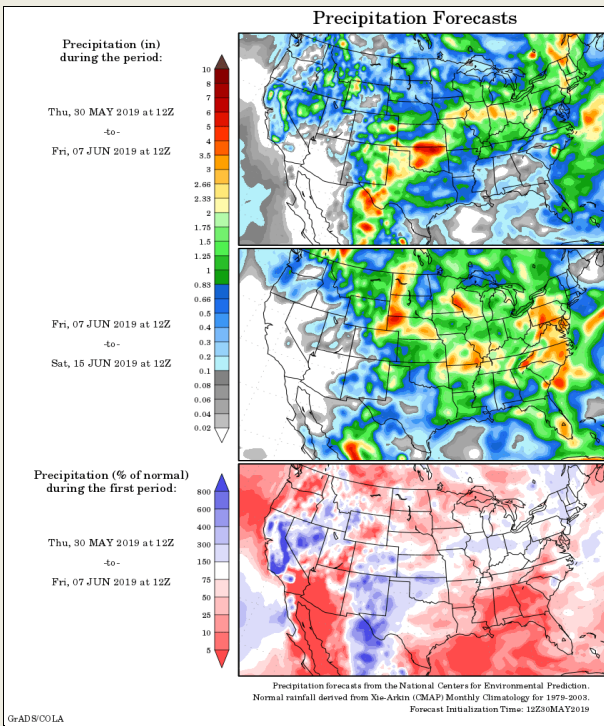 Precipitation Forecasts
Precipitation (in)
during the period:
Thu, 30 MAY 2019 at 12Z
-to-
Fri, 07 JUN 2019 at 12Z
10
8
7
6
5
4
3.5
3
2.66
2.33
2
1.75
1.5
1.25
1
0.83
0.66
0.5
0.4
0.3
0.2
0.1
0.08
0.06
0.04
0.02
Fri, 07 JUN 2019 at 12Z
-to-
Sat, 15 JUN 2019 at 12Z
Precipitation (% of normal)
during the first period:
Thu, 30 MAY 2019 at 12Z
-to-
Fri, 07 JUN 2019 at 12Z
800
600
400
300
150
75
50
25
10
5
Precipitation forecasts from the National Centers for Environmental Prediction.
Normal rainfall derived from Xie-Arkin (CMAP) Monthly Climatology for 1979-2003.
Forecast Initialization Time: 12Z30MAY2019
GrADS/COLA